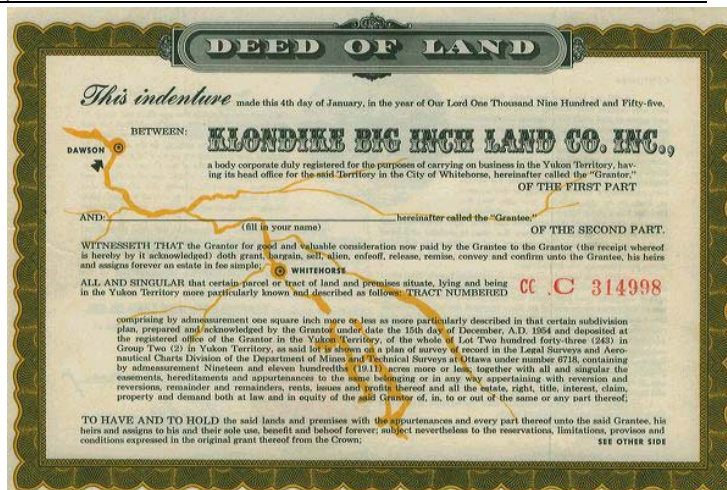 DEED OF LAND
This indenture made this 4th day of January, in the year of Our Lord One Thousand Nine Hundred and Fifty-five,
BETWEEN: KLONDIKE BIG INCH LAND CO. INC.,
DAWSON
a body corporate duly registered for the purposes of carrying on business in the Yukon Territory, hav-
ing its head office for the said Territory in the City of Whitehorse, hereinafter called the "Grantor,"
OF THE FIRST PART
AND: hereinafter called the "Grantee,"
(fill in your name)
OF THE SECOND PART.
WITNESSETH THAT the Grantor for good and valuable consideration now paid by the Grantee to the Grantor (the receipt whereof
is hereby by it acknowledged) doth grant, bargain, sell, alien, enfeoff, release, remise, convey and confirm unto the Grantee, his heirs
and assigns forever an estate in fee simple;
WHITEHORSE
ALL AND SINGULAR that certain parcel or tract of land and premises situate, lying and being
in the Yukon Territory more particularly known and described as follows: TRACT NUMBERED CC C 314998
comprising by admeasurement one square inch more or less as more particularly described in that certain subdivision
plan, prepared and acknowledged by the Grantor under date the 15th day of December, A.D. 1954 and deposited at
the registered office of the Grantor in the Yukon Territory, of the whole of Lot Two hundred forty-three (243) in
Group Two (2) in Yukon Territory, as said lot is shown on a plan of survey of record in the Legal Surveys and Aero-
nautical Charts Division of the Department of Mines and Technical Surveys at Ottawa under number 6718, containing
by admeasurement Nineteen and eleven hundredths (19.11) acres more or less, together with all and singular the
easements, hereditaments and appurtenances to the same belonging or in any way appertaining with reversion and
reversions, remainder and remainders, rents, issues and profits thereof and all the estate, right, title, interest, claim,
property and demand both at law and in equity of the said Grantor of, in, to or out of the same or any part thereof;
TO HAVE AND TO HOLD the said lands and premises with the appurtenances and every part thereof unto the said Grantee, his
heirs and assigns to his and their sole use, benefit and behoof forever; subject nevertheless to the reservations, limitations, provisos and
conditions expressed in the original grant thereof from the Crown;
SEE OTHER SIDE